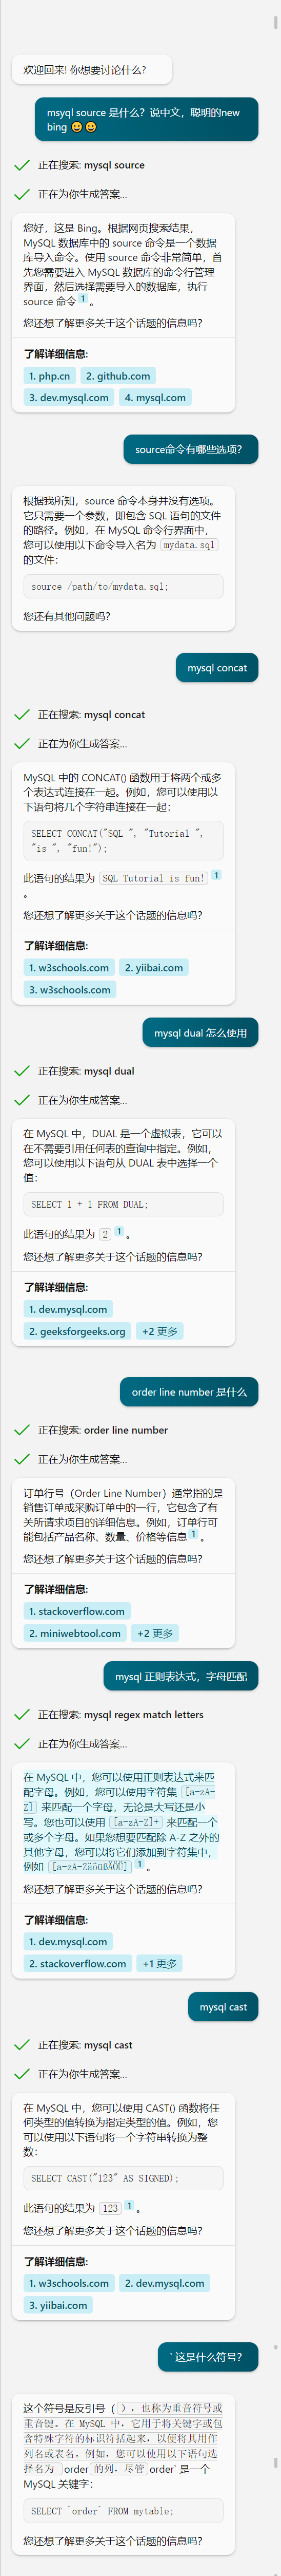 欢迎回来! 你想要讨论什么?
msyql source 是什么？说中文，聪明的new
bing 😀😀
正在搜索: mysql source
正在为你生成答案...
您好，这是 Bing。根据网页搜索结果，
MySQL 数据库中的 source 命令是一个数据
库导入命令。使用 source 命令非常简单，首
先您需要进入 MySQL 数据库的命令行管理
界面，然后选择需要导入的数据库，执行
source 命令 1 。
您还想了解更多关于这个话题的信息吗？
了解详细信息:
1. php.cn 2. github.com
3. dev.mysql.com 4. mysql.com
source命令有哪些选项？
根据我所知，source 命令本身并没有选项。
它只需要一个参数，即包含 SQL 语句的文件
的路径。例如，在 MySQL 命令行界面中，
您可以使用以下命令导入名为 mydata.sql
的文件：
source /path/to/mydata.sql;
您还有其他问题吗？
mysql concat
正在搜索: mysql concat
正在为你生成答案...
MySQL 中的 CONCAT() 函数用于将两个或多
个表达式连接在一起。例如，您可以使用以
下语句将几个字符串连接在一起：
SELECT CONCAT("SQL ", "Tutorial ",
"is ", "fun!");
此语句的结果为 SQL Tutorial is fun! 1
。
您还想了解更多关于这个话题的信息吗？
了解详细信息:
1. w3schools.com 2. yiibai.com
3. w3schools.com
mysql dual 怎么使用
正在搜索: mysql dual
正在为你生成答案...
在 MySQL 中，DUAL 是一个虚拟表，它可以
在不需要引用任何表的查询中指定。例如，
您可以使用以下语句从 DUAL 表中选择一个
值：
SELECT 1 + 1 FROM DUAL;
此语句的结果为 2 1 。
您还想了解更多关于这个话题的信息吗？
了解详细信息:
1. dev.mysql.com
2. geeksforgeeks.org +2 更多
order line number 是什么
正在搜索: order line number
正在为你生成答案...
订单行号（Order Line Number）通常指的是
销售订单或采购订单中的一行，它包含了有
关所请求项目的详细信息。例如，订单行可
能包括产品名称、数量、价格等信息 1 。
您还想了解更多关于这个话题的信息吗？
了解详细信息:
1. stackoverflow.com
2. miniwebtool.com +2 更多
mysql 正则表达式，字母匹配
正在搜索: mysql regex match letters
正在为你生成答案...
在 MySQL 中，您可以使用正则表达式来匹
配字母。例如，您可以使用字符集 [a-zA-
Z] 来匹配一个字母，无论是大写还是小
写。您也可以使用 [a-zA-Z]+ 来匹配一个
或多个字母。如果您想要匹配除 A-Z 之外的
其他字母，您可以将它们添加到字符集中，
例如 [a-zA-ZäöüßÄÖÜ] 1 。
您还想了解更多关于这个话题的信息吗？
了解详细信息:
1. dev.mysql.com
2. stackoverflow.com +1 更多
mysql cast
正在搜索: mysql cast
正在为你生成答案...
在 MySQL 中，您可以使用 CAST() 函数将任
何类型的值转换为指定类型的值。例如，您
可以使用以下语句将一个字符串转换为整
数：
SELECT CAST("123" AS SIGNED);
此语句的结果为 123 1 。
您还想了解更多关于这个话题的信息吗？
了解详细信息:
1. w3schools.com 2. dev.mysql.com
3. yiibai.com
` 这是什么符号？
这个符号是反引号（ ），也称为重音符号或
重音键。在 MySQL 中，它用于将关键字或包
含特殊字符的标识符括起来，以便将其用作
列名或表名。例如，您可以使用以下语句选
择名为 order 的列，尽管 order` 是一个
MySQL 关键字：
SELECT `order` FROM mytable;
您还想了解更多关于这个话题的信息吗？